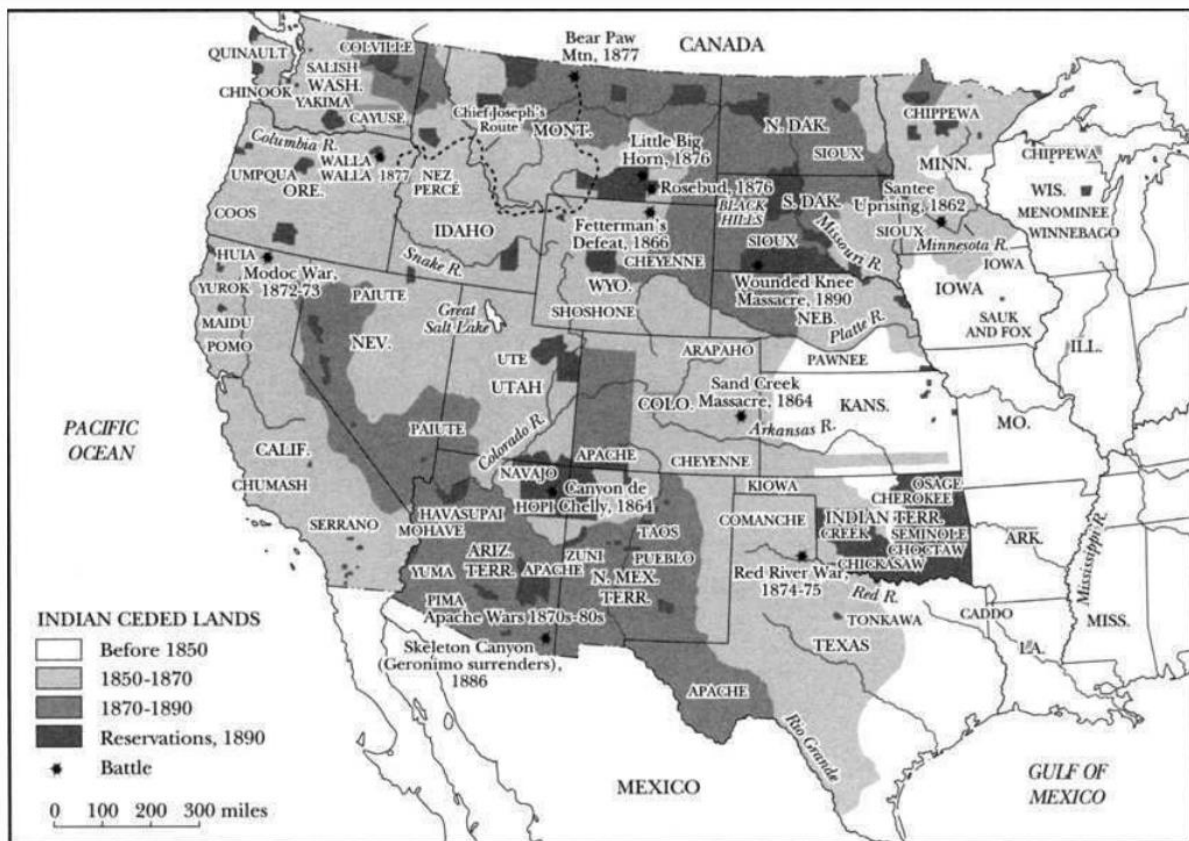 Bear Paw
Mtn, 1877
CANADA
QUINAULT
COLVILLE
SALISH
WASH.
CHINOOK
YAKIMA
CAYUSE
Chief Joseph's
Route
MONT.
N. DAK.
SIOUX
CHIPPEWA
MINN.
CHIPPEWA
WIS.
MENOMINEE
WINNEBAGO
Columbia R.
WALLA
WALLA 1877
UMPQUA
ORE.
NEZ
PERCÉ
Little Big
Horn, 1876
Rosebud, 1876
BLACK
HILLS
S. DAK.
Santee
Uprising, 1862
COOS
IDAHO
Fetterman's
Defeat, 1866
SIOUX
Missouri R.
SIOUX
Minnesota R.
HUIA
Modoc War,
1872-73
Snake R.
CHEYENNE
WYO.
Wounded Knee
Massacre, 1890
IOWA
IOWA
YUROK
PAIUTE
Great
Salt Lake
SHOSHONE
NEB.
Platte R.
SAUK
AND FOX
MAIDU
POMO
NEV.
UTE
UTAH
ARAPAHO
PAWNEE
ILL.
Sand Creek
Massacre, 1864
COLO.
KANS.
MO.
PACIFIC
OCEAN
PAIUTE
Colorado R.
Arkansas R.
CALIF.
APACHE
CHEYENNE
NAVAJO
CHUMASH
Canyon de
Chelly, 1864
HOPI
KIOWA
OSAGE
CHEROKEE
SERRANO
HAVASUPAI
MOHAVE
TAOS
COMANCHE
INDIAN TERR.
CREEK
SEMINOLE
CHOCTAW
CHICKASAW
ARK.
Mississippi R.
ARIZ.
TERR.
YUMA
APACHE
ZUNI
PUEBLO
N. MEX.
TERR.
Red River War,
1874-75
PIMA
Apache Wars 1870s-80s
Red R.
CADDO
MISS.
TONKAWA
TEXAS
LA.
Skeleton Canyon
(Geronimo surrenders),
1886
APACHE
Rio Grande
MEXICO
GULF OF
MEXICO
INDIAN CEDED LANDS
Before 1850
1850-1870
1870-1890
Reservations, 1890
Battle
0 100 200 300 miles